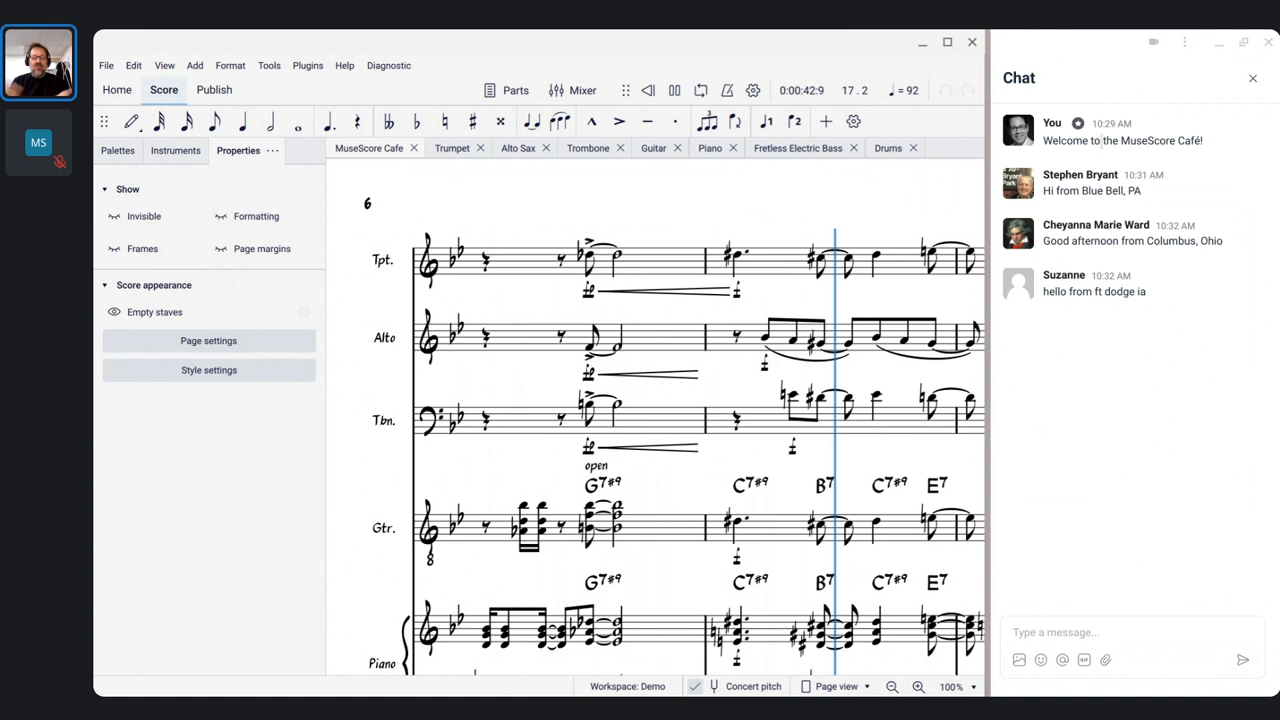 MS
File Edit View Add Format Tools Plugins Help Diagnostic
Home Score Publish Parts Mixer 0:00:42:9 17. 2 = 92
Palettes Instruments Properties
MuseScore Cafe Trumpet Alto Sax Trombone Guitar Piano Fretless Electric Bass Drums
Show
Invisible Formatting
Frames Page margins
Score appearance
Empty staves
Page settings
Style settings
6
Tpt.
Alto
Tbn.
open
G7#9 C7#9 B7 C7#9 E7
Gtr.
8
G7#9 C7#9 B7 C7#9 E7
Piano
Workspace: Demo Concert pitch Page view 100%
Chat
You 10:29 AM
Welcome to the MuseScore Café!
Stephen Bryant 10:31 AM
Hi from Blue Bell, PA
Cheyanna Marie Ward 10:32 AM
Good afternoon from Columbus, Ohio
Suzanne 10:32 AM
hello from ft dodge ia
Type a message...
GIF